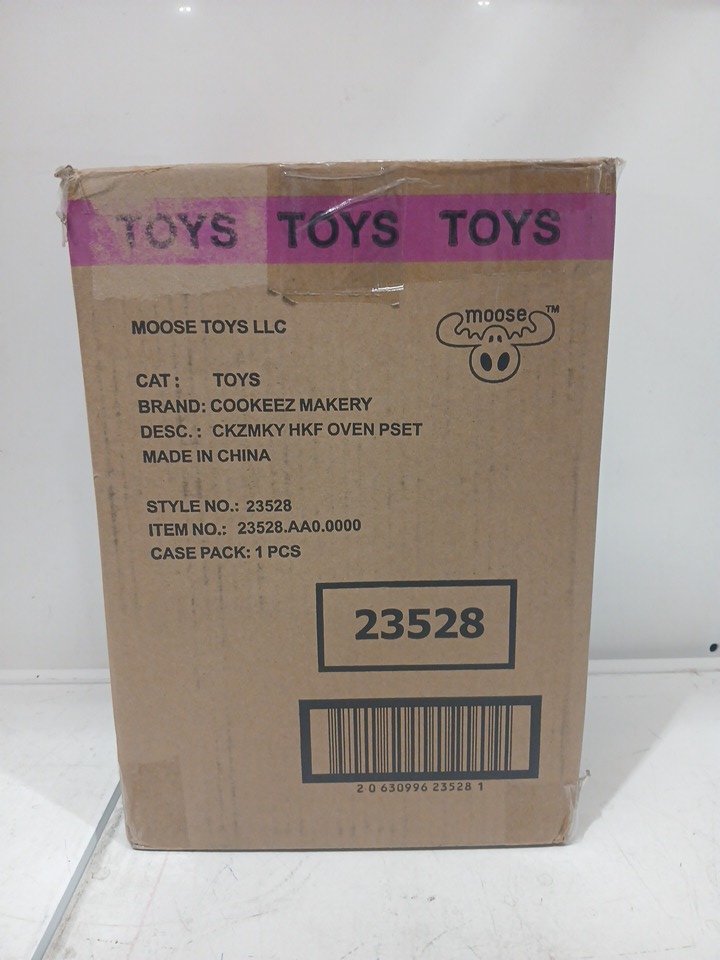 TOYS TOYS TOYS
MOOSE TOYS LLC
moose™
CAT: TOYS
BRAND: COOKEEZ MAKERY
DESC.: CKZMKY HKF OVEN PSET
MADE IN CHINA
STYLE NO.: 23528
ITEM NO.: 23528.AA0.0000
CASE PACK: 1 PCS
23528
2 0 630996 23528 1